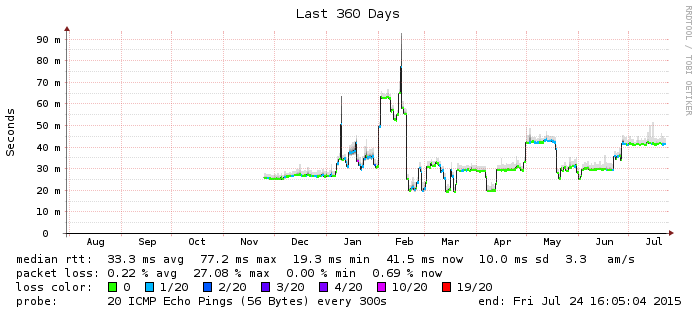 Last 360 Days
RRDTOOL / TOBI OETIKER
Seconds
90 m
80 m
70 m
60 m
50 m
40 m
30 m
20 m
10 m
0
Aug Sep Oct Nov Dec Jan Feb Mar Apr May Jun Jul
median rtt: 33.3 ms avg 77.2 ms max 19.3 ms min 41.5 ms now 10.0 ms sd 3.3 am/s
packet loss: 0.22 % avg 27.08 % max 0.00 % min 0.69 % now
loss color: 0 1/20 2/20 3/20 4/20 10/20 19/20
probe: 20 ICMP Echo Pings (56 Bytes) every 300s end: Fri Jul 24 16:05:04 2015